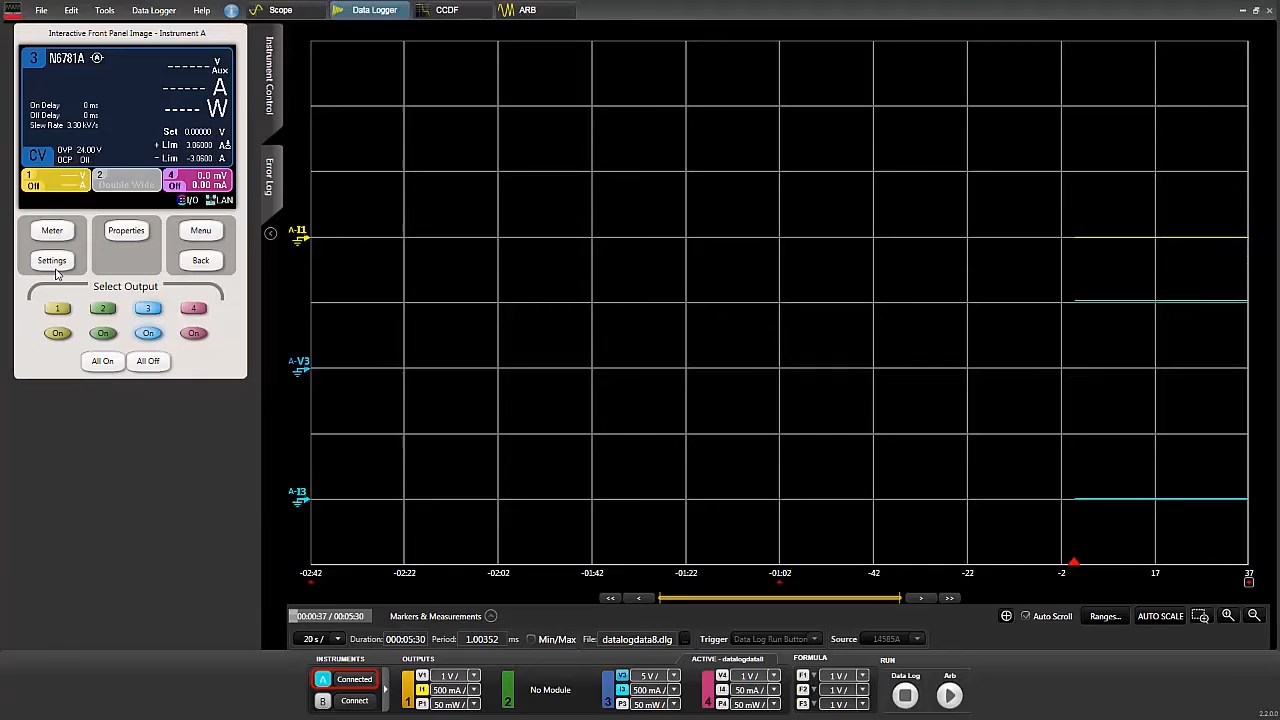 File Edit Tools Data Logger Help Scope Data Logger CCDF ARB
Interactive Front Panel Image - Instrument A
3 N6781A
------ V
Aux
------ A
----- W
On Delay 0 ms
Off Delay 0 ms
Slew Rate 3.30 kV/s
Set 0.00000 V
+ Lim 3.06000 A
- Lim -3.0600 A
CV OVP 24.00 V
OCP Off
1 ---- V
Off ---- A
2
Double Wide
4 0.0 mV
Off 0.00 mA
I/O LAN
Meter Properties Menu
Settings Back
Select Output
1 2 3 4
On On On On
All On All Off
Instrument Control
Error Log
A-I1
A-V3
A-I3
-02:42 -02:22 -02:02 -01:42 -01:22 -01:02 -42 -22 -2 17 37
<< < > >>
00:00:37 / 00:05:30 Markers & Measurements Auto Scroll Ranges... AUTO SCALE
20 s / Duration: 000:05:30 Period: 1.00352 ms Min/Max File: datalogdata8.dlg Trigger Data Log Run Button Source 14585A
INSTRUMENTS OUTPUTS ACTIVE - datalogdata8 FORMULA RUN
A Connected
B Connect
1 V1 1 V /
I1 500 mA /
P1 50 mW /
2 No Module
3 V3 5 V /
I3 500 mA /
P3 50 mW /
4 V4 1 V /
I4 50 mA /
P4 50 mW /
F1 1 V /
F2 1 V /
F3 1 V /
Data Log Arb
2.2.0.0